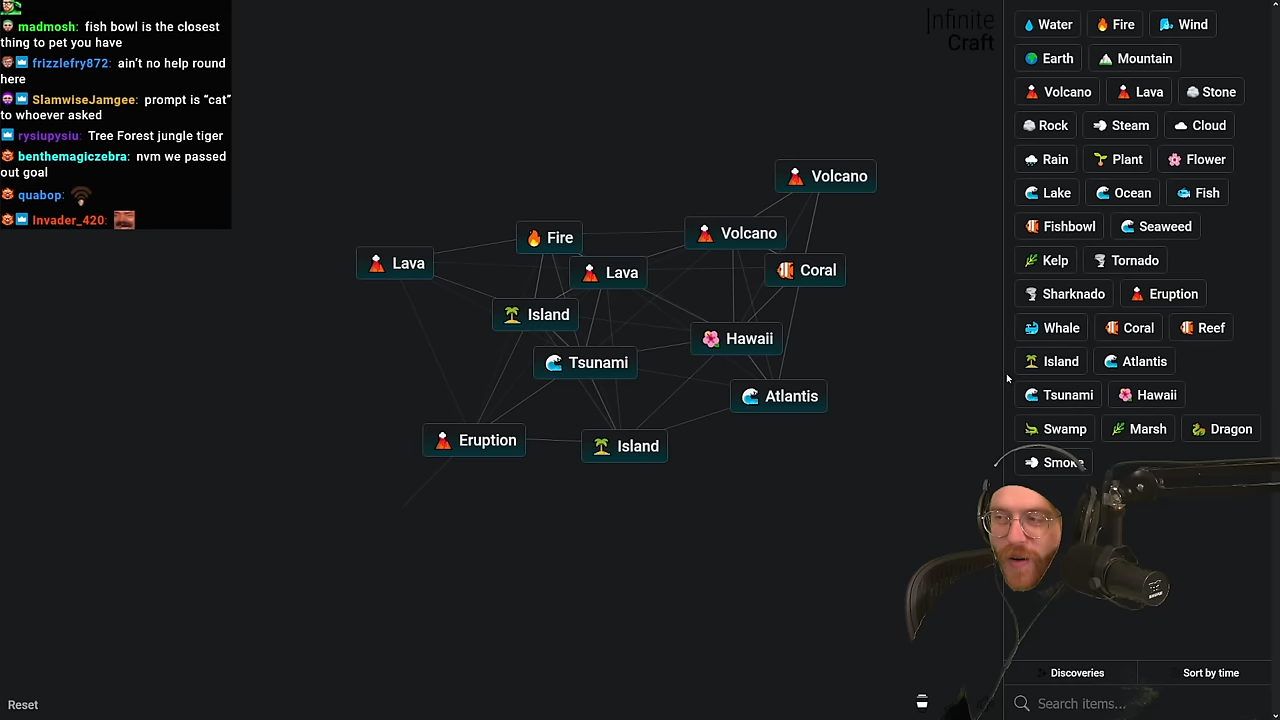 madmosh: fish bowl is the closest
thing to pet you have
frizzlefry872: ain't no help round
here
SlamwiseJamgee: prompt is “cat”
to whoever asked
rysiupysiu: Tree Forest jungle tiger
benthemagiczebra: nvm we passed
out goal
quabop:
Invader_420:
Infinite
Craft
Volcano
Fire
Volcano
Lava
Lava
Coral
Island
Hawaii
Tsunami
Atlantis
Eruption
Island
Water Fire Wind
Earth Mountain
Volcano Lava Stone
Rock Steam Cloud
Rain Plant Flower
Lake Ocean Fish
Fishbowl Seaweed
Kelp Tornado
Sharknado Eruption
Whale Coral Reef
Island Atlantis
Tsunami Hawaii
Swamp Marsh Dragon
Smoke
Discoveries Sort by time
Search items...
Reset